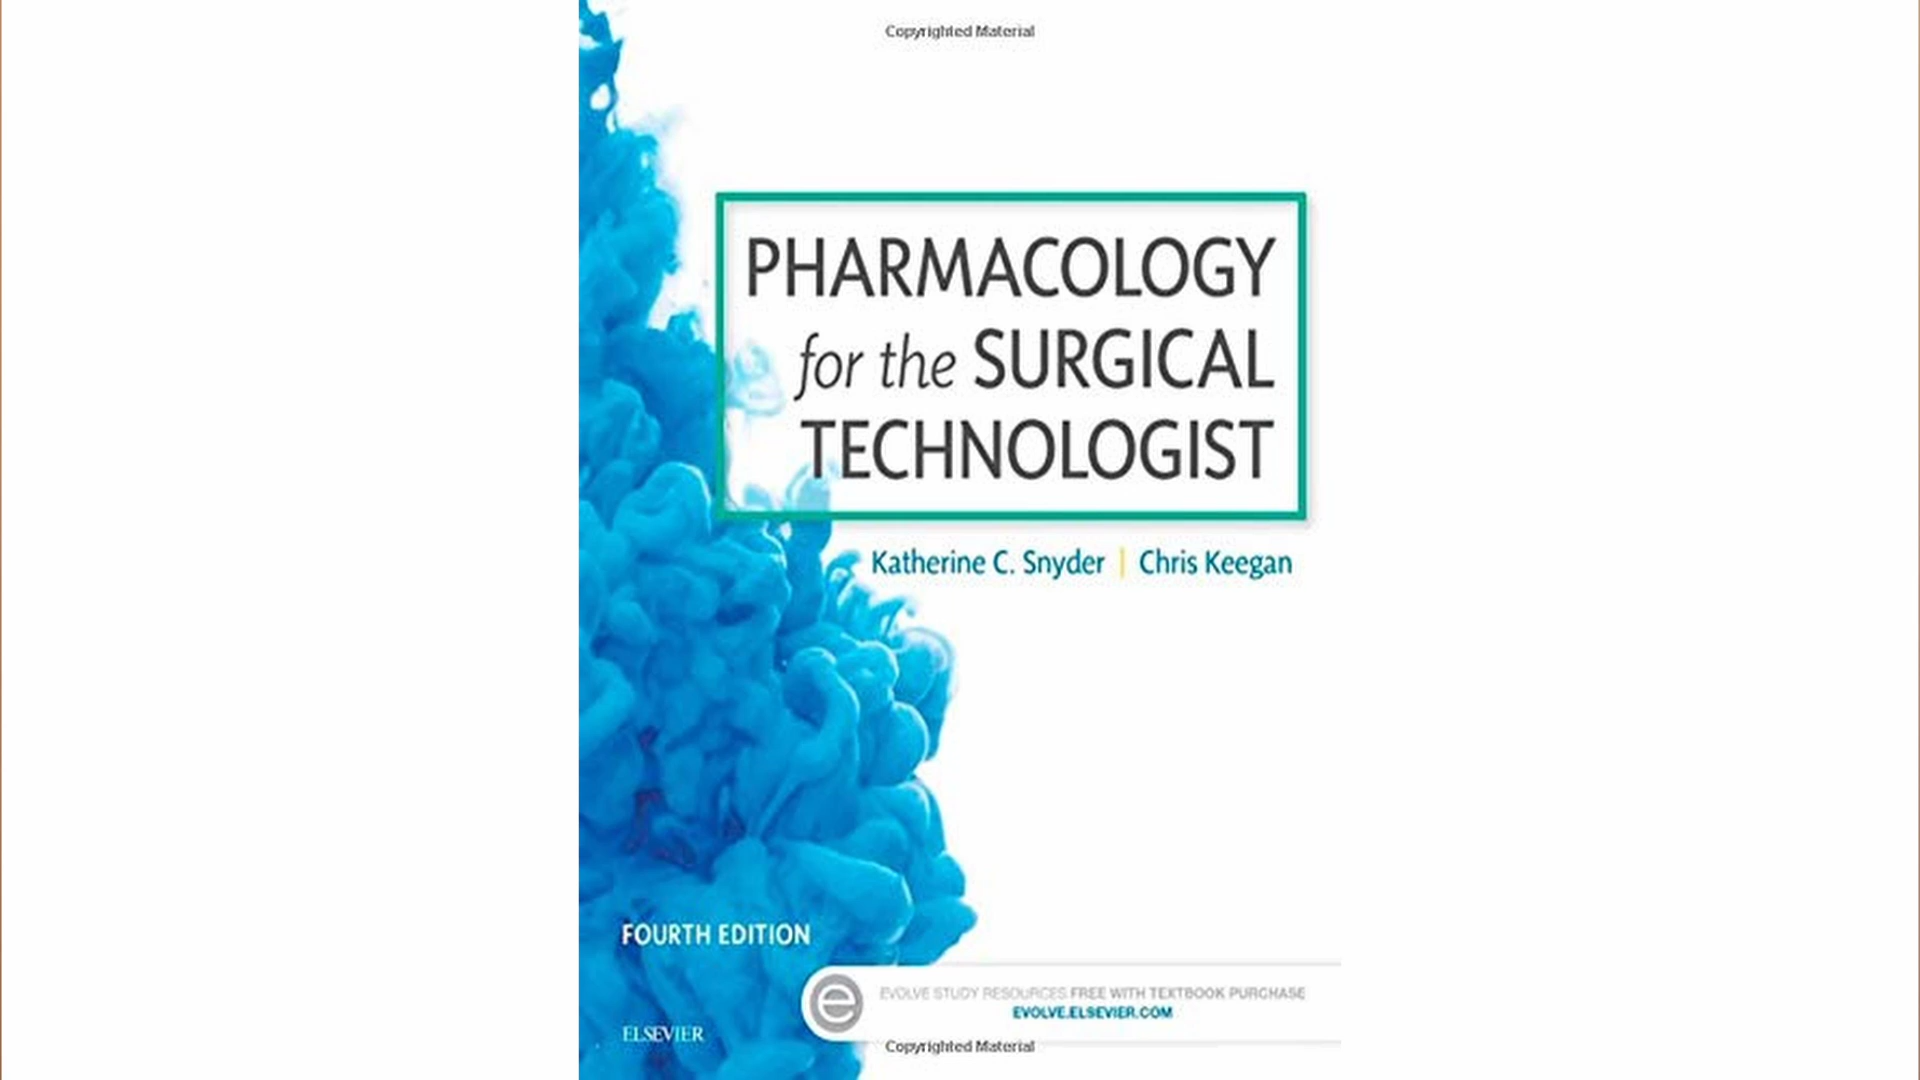 Copyrighted Material
PHARMACOLOGY
for the SURGICAL
TECHNOLOGIST
Katherine C. Snyder | Chris Keegan
FOURTH EDITION
e
EVOLVE STUDY RESOURCES FREE WITH TEXTBOOK PURCHASE
EVOLVE.ELSEVIER.COM
ELSEVIER
Copyrighted Material